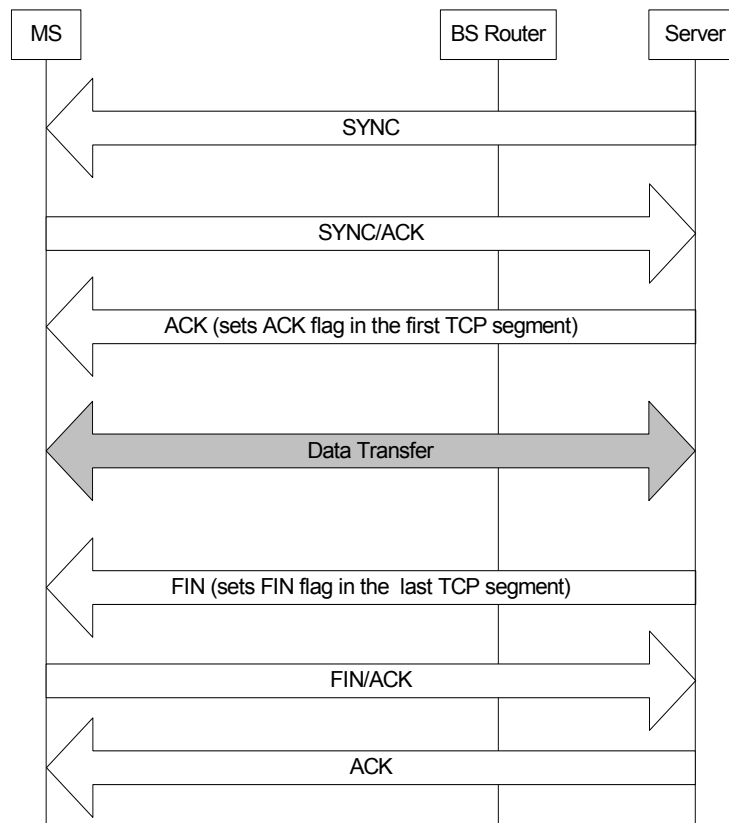 MS
BS Router
Server
SYNC
SYNC/ACK
ACK (sets ACK flag in the first TCP segment)
Data Transfer
FIN (sets FIN flag in the last TCP segment)
FIN/ACK
ACK